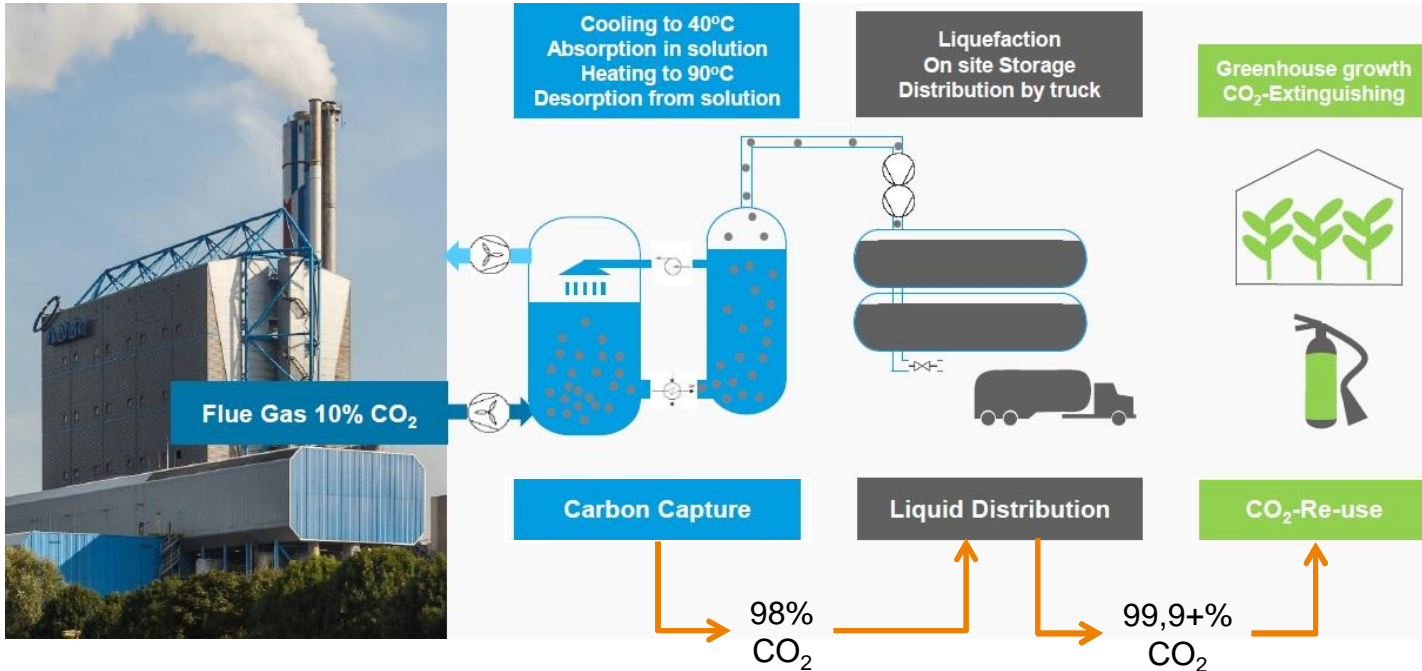 Cooling to 40ºC
Absorption in solution
Heating to 90ºC
Desorption from solution
Liquefaction
On site Storage
Distribution by truck
Greenhouse growth
CO₂-Extinguishing
AVR
Flue Gas 10% CO₂
Carbon Capture
Liquid Distribution
CO₂-Re-use
98%
CO₂
99,9+%
CO₂